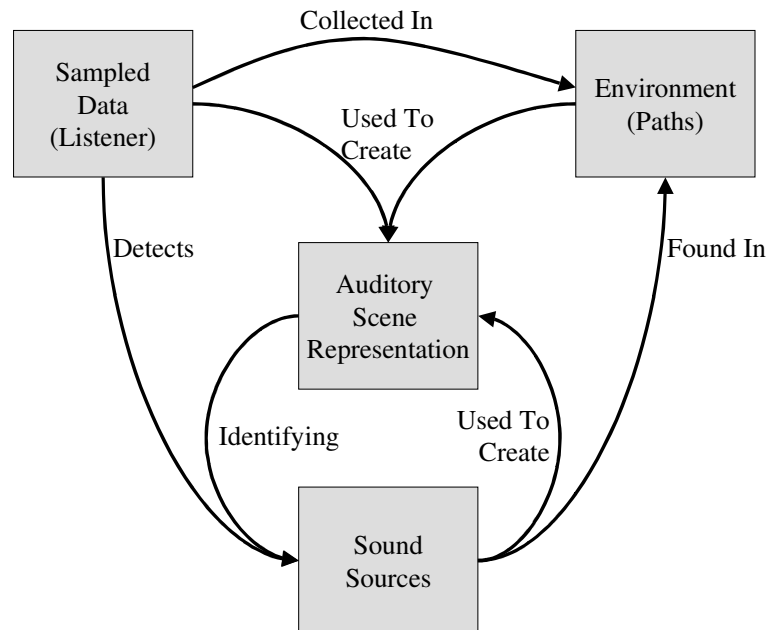 Collected In
Sampled
Data
(Listener)
Environment
(Paths)
Used To
Create
Detects
Found In
Auditory
Scene
Representation
Identifying
Used To
Create
Sound
Sources